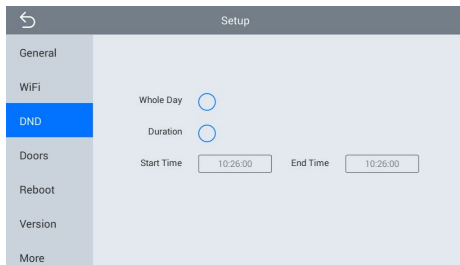 Setup
General
WiFi
DND
Doors
Reboot
Version
More
Whole Day
Duration
Start Time 10:26:00 End Time 10:26:00